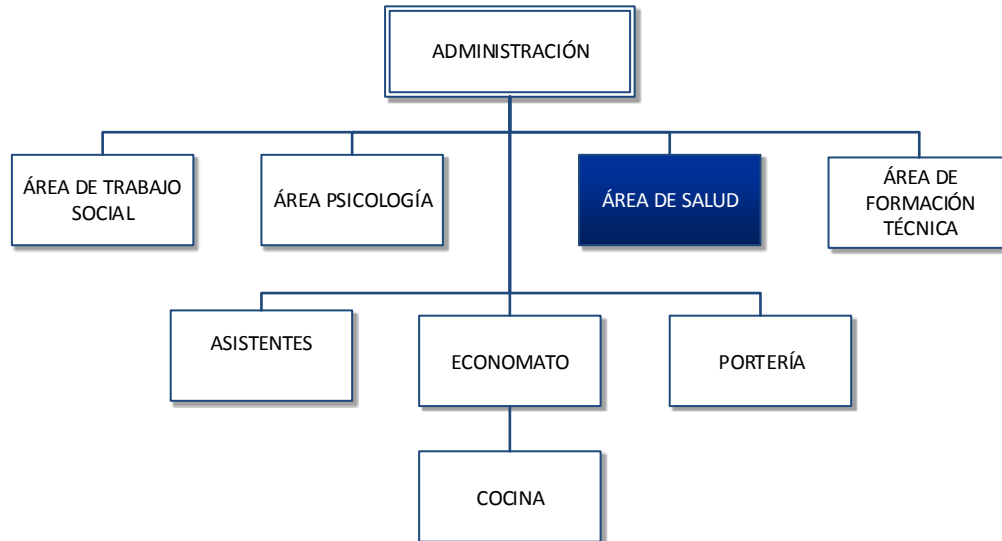 ADMINISTRACIÓN
ÁREA DE TRABAJO
SOCIAL
ÁREA PSICOLOGÍA
ÁREA DE SALUD
ÁREA DE
FORMACIÓN
TÉCNICA
ASISTENTES
ECONOMATO
PORTERÍA
COCINA